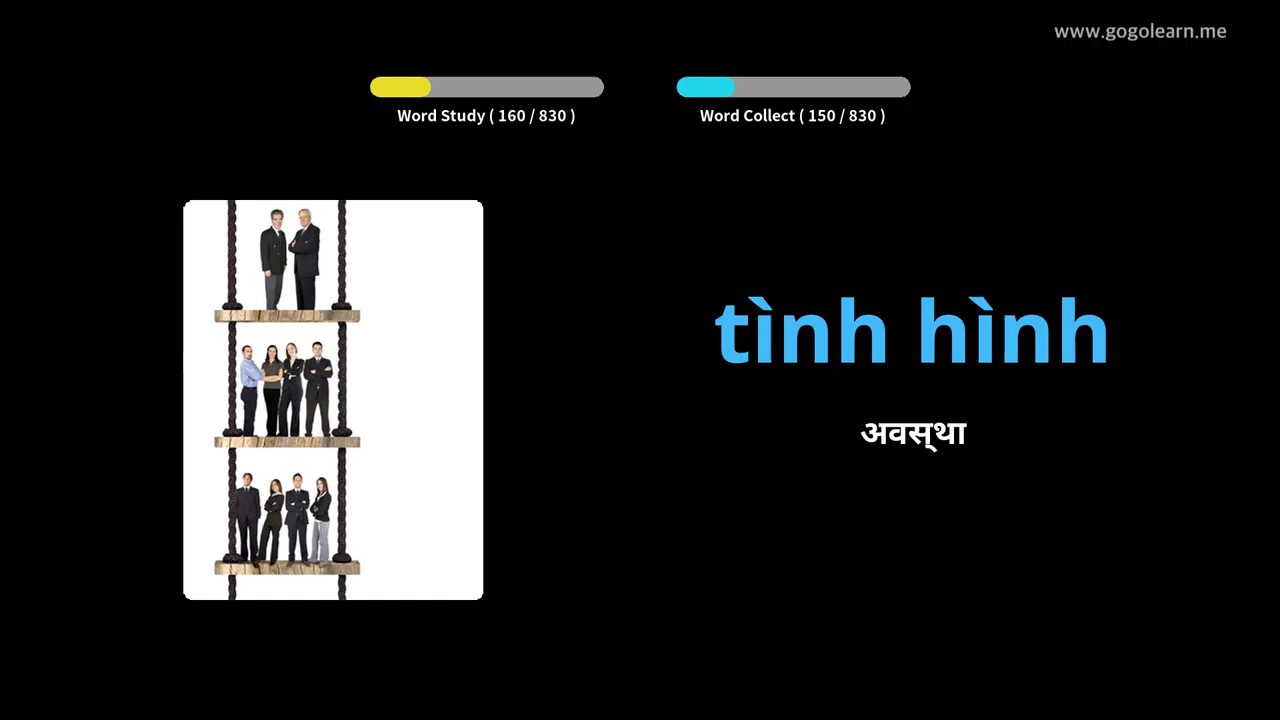 www.gogolearn.me
Word Study ( 160 / 830 )
Word Collect ( 150 / 830 )
tình hình
अवस्था